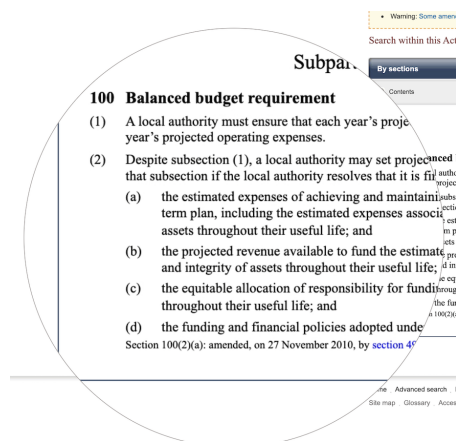 • Warning: Some amen
Search within this Act
By sections
Contents
Subpar
100 Balanced budget requirement
(1) A local authority must ensure that each year’s proje
year’s projected operating expenses.
(2) Despite subsection (1), a local authority may set projec
that subsection if the local authority resolves that it is fi
(a) the estimated expenses of achieving and maintaini
term plan, including the estimated expenses associ
assets throughout their useful life; and
(b) the projected revenue available to fund the estimate
and integrity of assets throughout their useful life;
(c) the equitable allocation of responsibility for fundi
throughout their useful life; and
(d) the funding and financial policies adopted unde
Section 100(2)(a): amended, on 27 November 2010, by section 49
Advanced search
Site map Glossary Acces